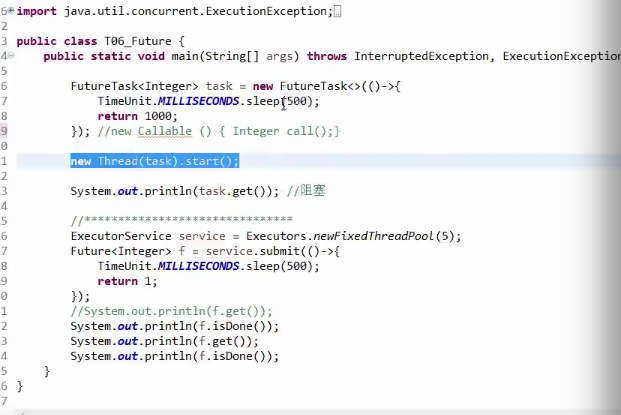 6 import java.util.concurrent.ExecutionException;
3 public class T06_Future {
4 public static void main(String[] args) throws InterruptedException, ExecutionException
5
6 FutureTask<Integer> task = new FutureTask<>(()->{
7 TimeUnit.MILLISECONDS.sleep(500);
8 return 1000;
9 }); //new Callable () { Integer call();}
0
1 new Thread(task).start();
2
3 System.out.println(task.get()); //阻塞
4
5 //*******************************
6 ExecutorService service = Executors.newFixedThreadPool(5);
7 Future<Integer> f = service.submit(()->{
8 TimeUnit.MILLISECONDS.sleep(500);
9 return 1;
0 });
1 //System.out.println(f.get());
2 System.out.println(f.isDone());
3 System.out.println(f.get());
4 System.out.println(f.isDone());
5 }
6 }
7